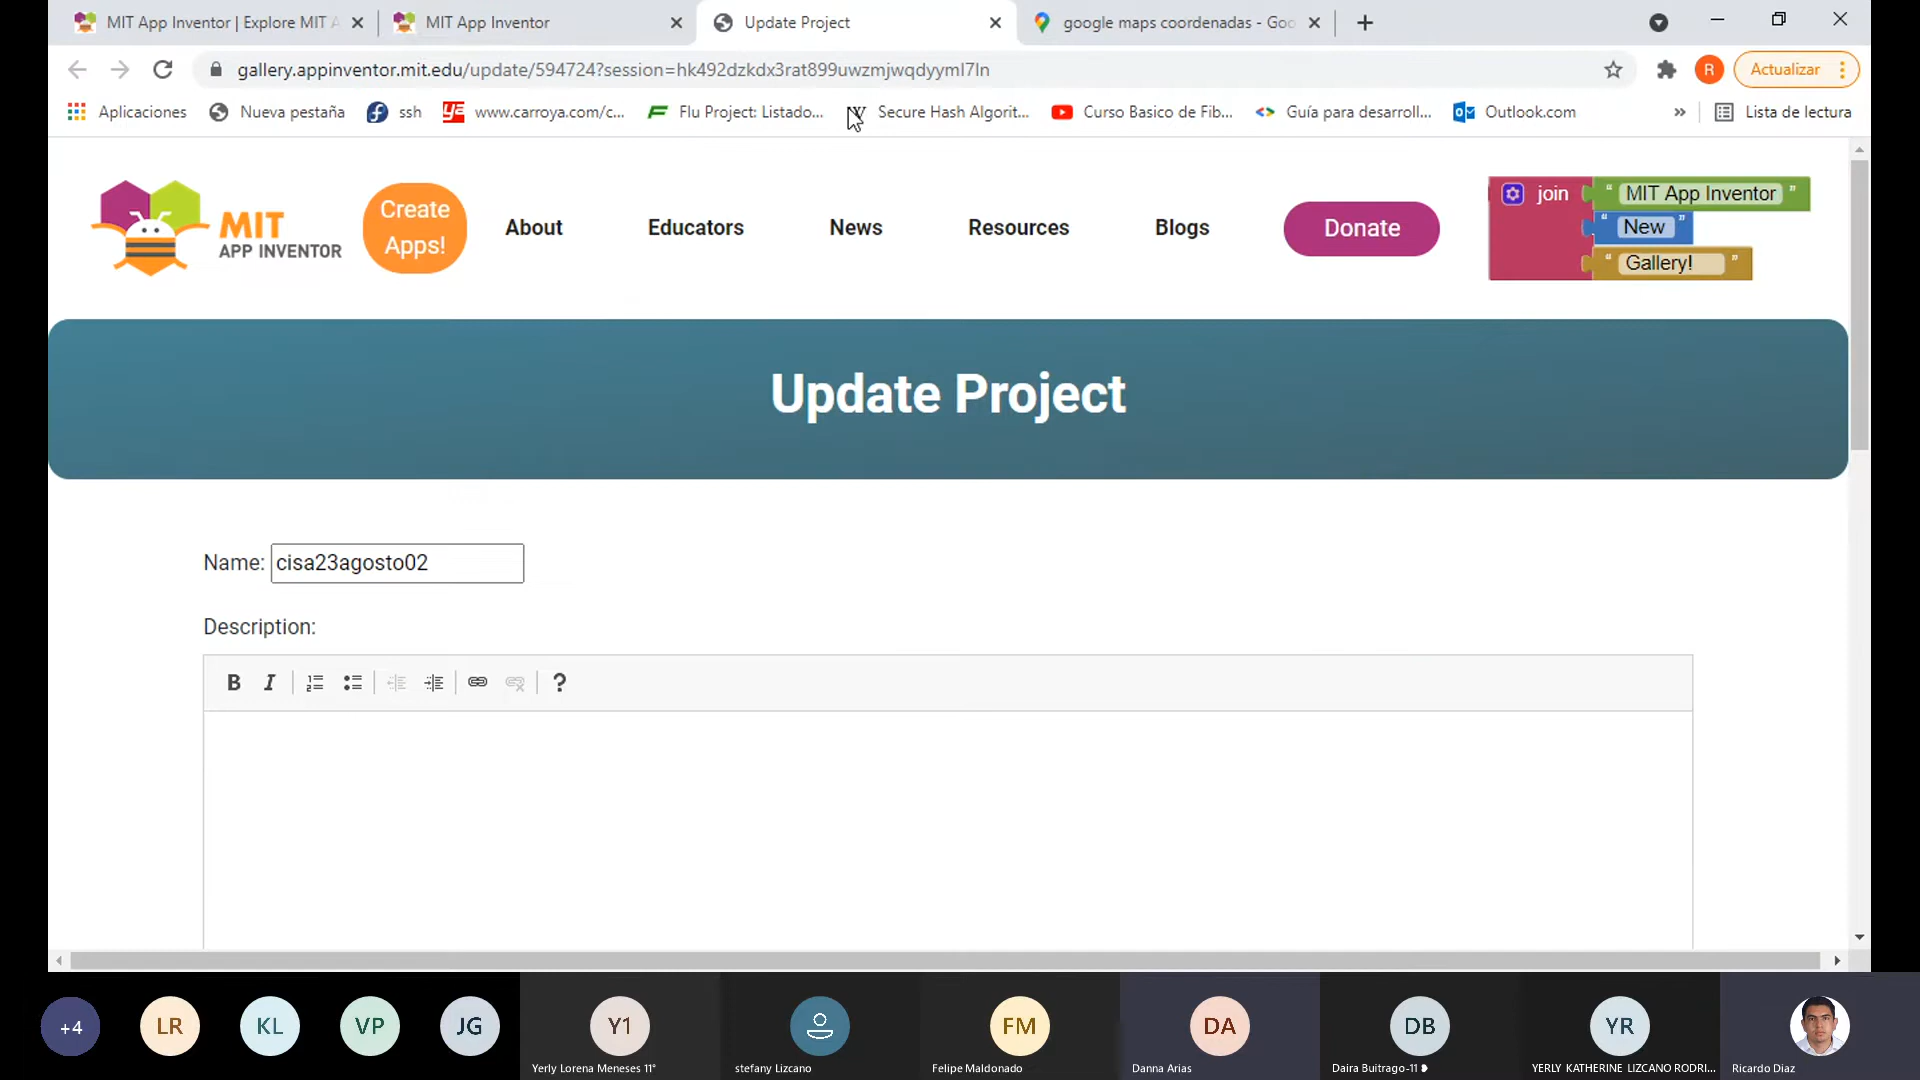 MIT App Inventor | Explore MIT A
MIT App Inventor
Update Project
google maps coordenadas - Goo
gallery.appinventor.mit.edu/update/594724?session=hk492dzkdx3rat899uwzmjwqdyyml7ln
R
Actualizar
Aplicaciones
Nueva pestaña
ssh
www.carroya.com/c...
Flu Project: Listado...
Secure Hash Algorit...
Curso Basico de Fib...
Guía para desarroll...
Outlook.com
»
Lista de lectura
MIT
APP INVENTOR
Create
Apps!
About
Educators
News
Resources
Blogs
Donate
join
“ MIT App Inventor ”
“ New ”
“ Gallery! ”
Update Project
Name: cisa23agosto02
Description:
B I ?
+4
LR
KL
VP
JG
Y1
FM
DA
DB
YR
Yerly Lorena Meneses 11°
stefany Lizcano
Felipe Maldonado
Danna Arias
Daira Buitrago-11
YERLY KATHERINE LIZCANO RODRI...
Ricardo Diaz